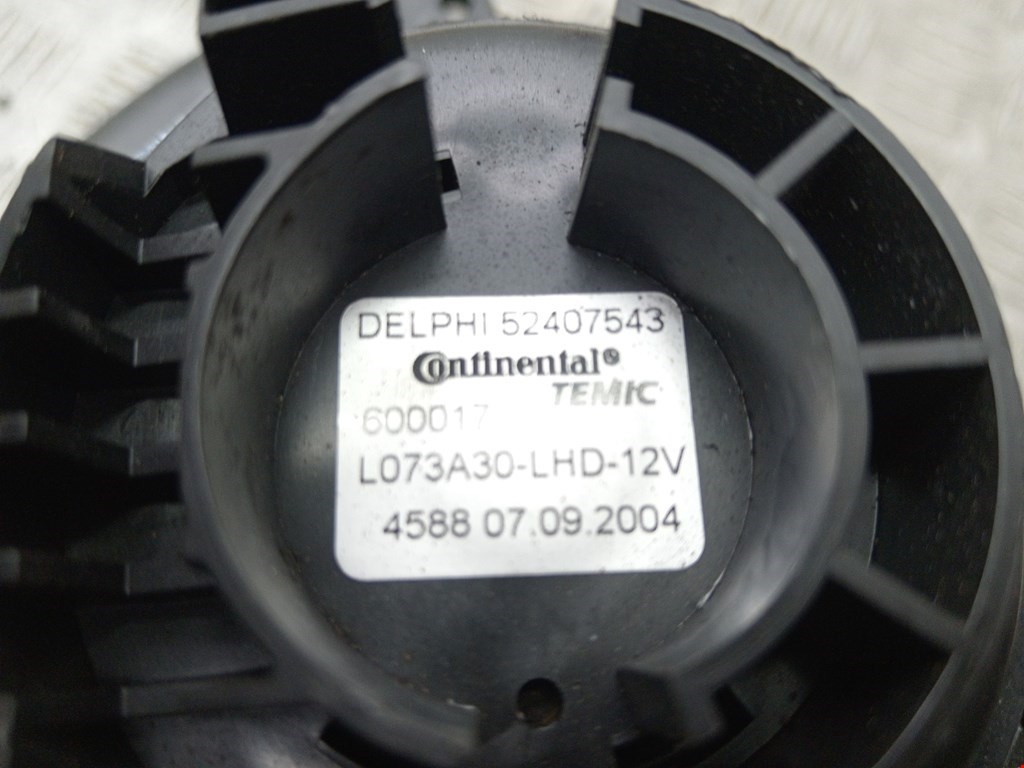 DELPHI 52407543
Continental®
TEMIC
600017
L073A30-LHD-12V
4588 07.09.2004